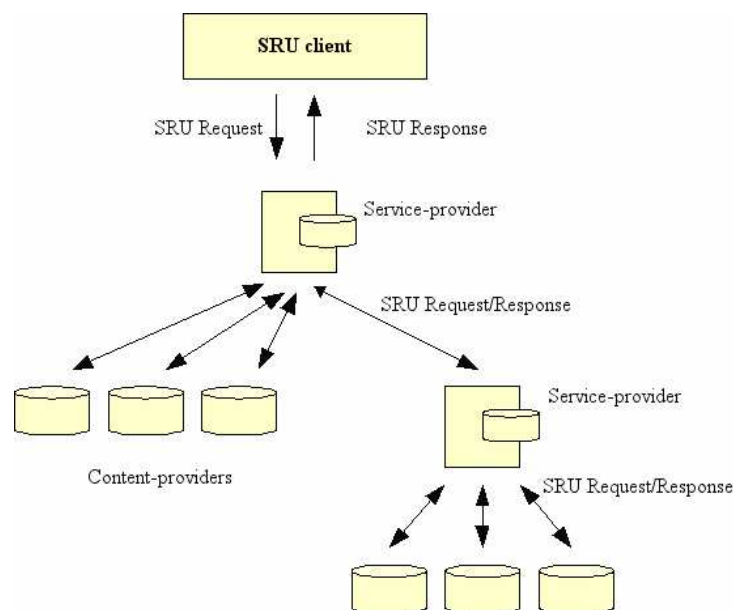 SRU client
SRU Request
SRU Response
Service-provider
SRU Request/Response
Service-provider
Content-providers
SRU Request/Response